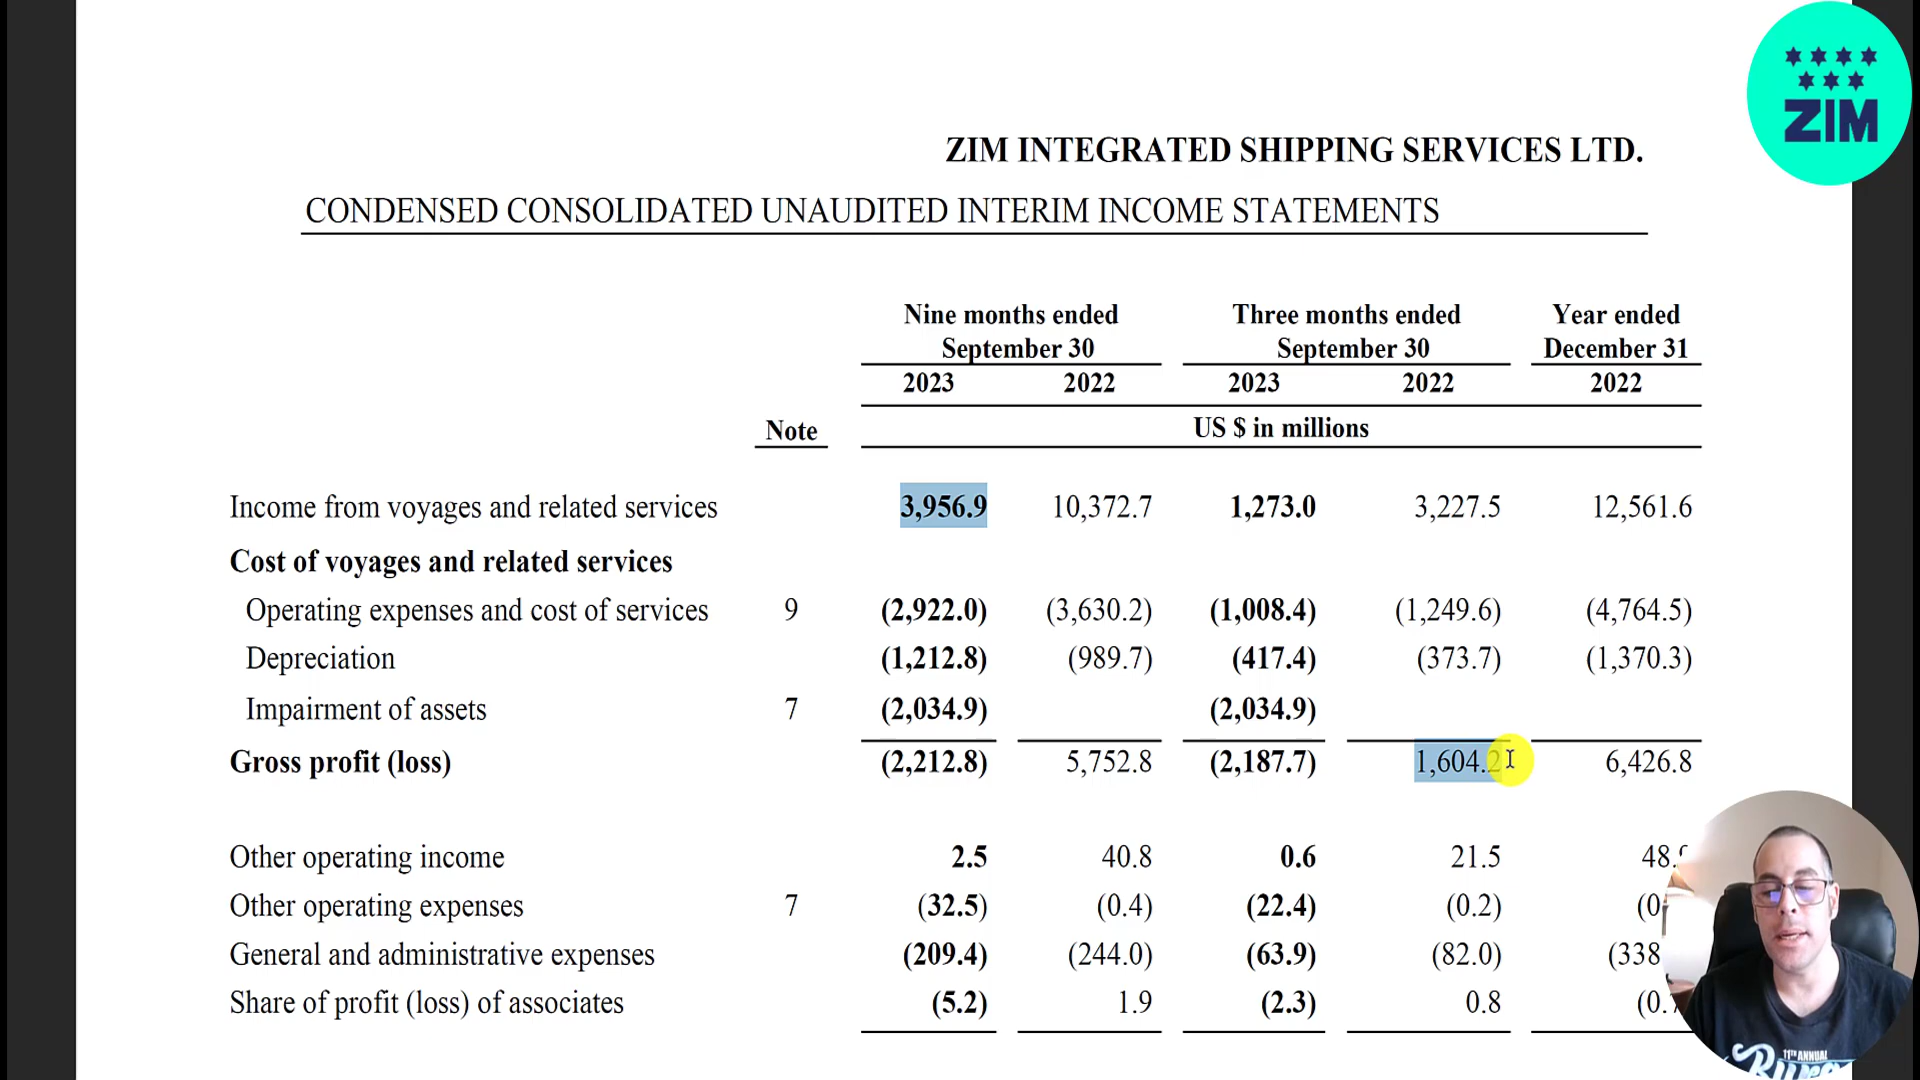 ZIM
ZIM INTEGRATED SHIPPING SERVICES LTD.
CONDENSED CONSOLIDATED UNAUDITED INTERIM INCOME STATEMENTS
Nine months ended September 30 Three months ended September 30 Year ended December 31
2023 2022 2023 2022 2022
Note US $ in millions
Income from voyages and related services 3,956.9 10,372.7 1,273.0 3,227.5 12,561.6
Cost of voyages and related services
Operating expenses and cost of services 9 (2,922.0) (3,630.2) (1,008.4) (1,249.6) (4,764.5)
Depreciation (1,212.8) (989.7) (417.4) (373.7) (1,370.3)
Impairment of assets 7 (2,034.9) (2,034.9)
Gross profit (loss) (2,212.8) 5,752.8 (2,187.7) 1,604.2 6,426.8
Other operating income 2.5 40.8 0.6 21.5 48.
Other operating expenses 7 (32.5) (0.4) (22.4) (0.2) (0
General and administrative expenses (209.4) (244.0) (63.9) (82.0) (338
Share of profit (loss) of associates (5.2) 1.9 (2.3) 0.8 (0.
11TH ANNUAL